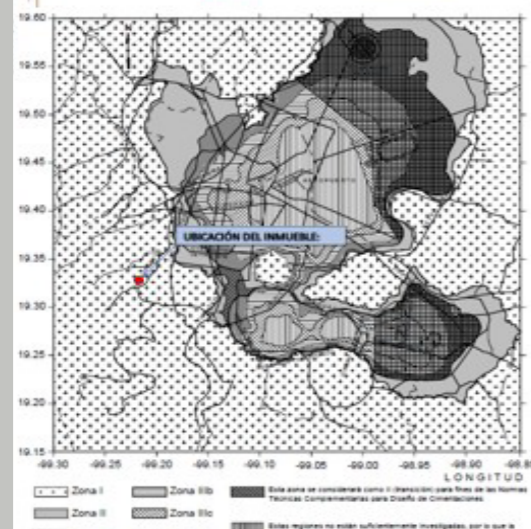 19.60
19.55
19.50
19.45
19.40
UBICACIÓN DEL INMUEBLE:
19.35
19.30
19.25
19.20
19.15
-99.30 -99.25 -99.20 -99.15 -99.10 -99.05 -99.00 -98.95 -98.90
LONGITUD
Zona I Zona IIIb Esta zona se considerará como II (transición) para fines de las Normas
Técnicas Complementarias para Diseño de Cimentaciones
Zona II Zona IIIc
Estas regiones no están suficientemente investigadas, por lo que la